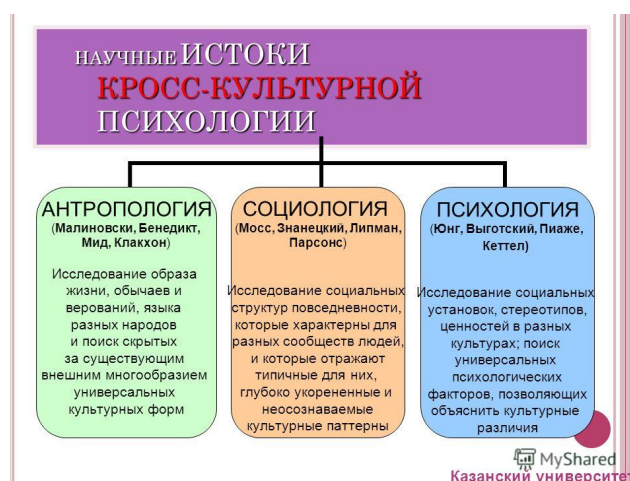 НАУЧНЫЕ ИСТОКИ
КРОСС-КУЛЬТУРНОЙ
ПСИХОЛОГИИ
АНТРОПОЛОГИЯ
(Малиновски, Бенедикт,
Мид, Клакхон)
Исследование образа
жизни, обычаев и
верований, языка
разных народов
и поиск скрытых
за существующим
внешним многообразием
универсальных
культурных форм
СОЦИОЛОГИЯ
(Мосс, Знанецкий, Липман,
Парсонс)
Исследование социальных
структур повседневности,
которые характерны для
разных сообществ людей,
и которые отражают
типичные для них,
глубоко укорененные и
неосознаваемые
культурные паттерны
ПСИХОЛОГИЯ
(Юнг, Выготский, Пиаже,
Кеттел)
Исследование социальных
установок, стереотипов,
ценностей в разных
культурах; поиск
универсальных
психологических
факторов, позволяющих
объяснить культурные
различия
MyShared
Казанский университет